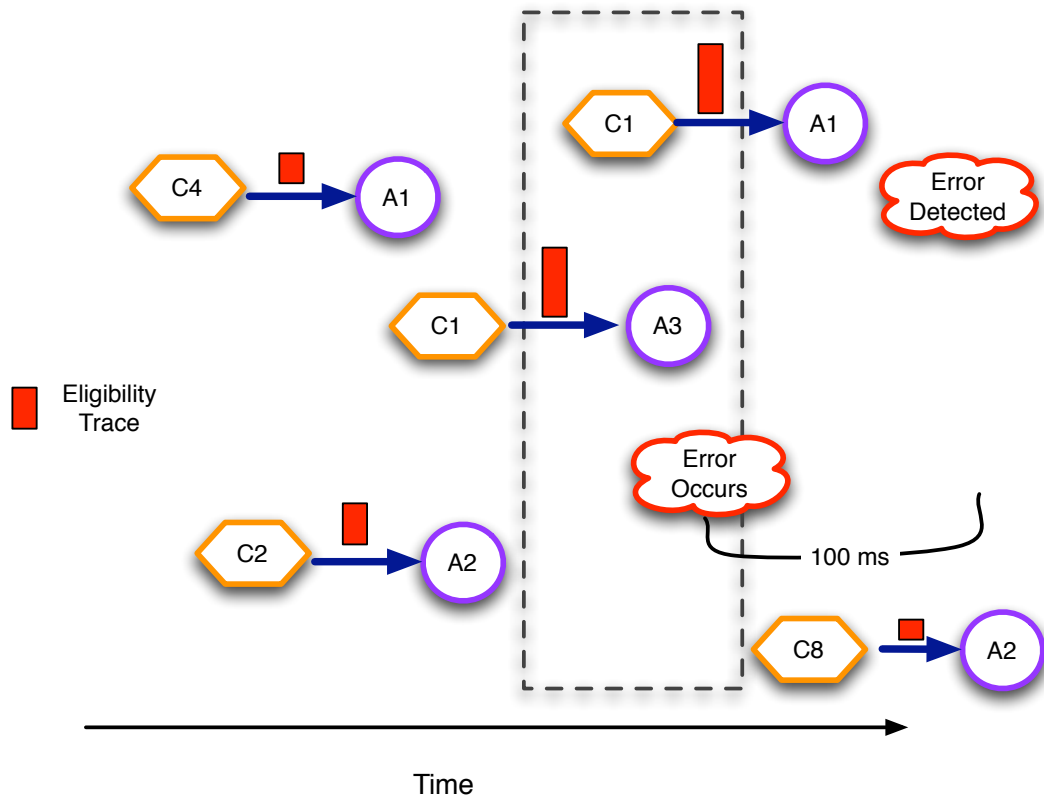 C1
A1
Error
Detected
C4
A1
C1
A3
Eligibility
Trace
Error
Occurs
C2
A2
100 ms
C8
A2
Time